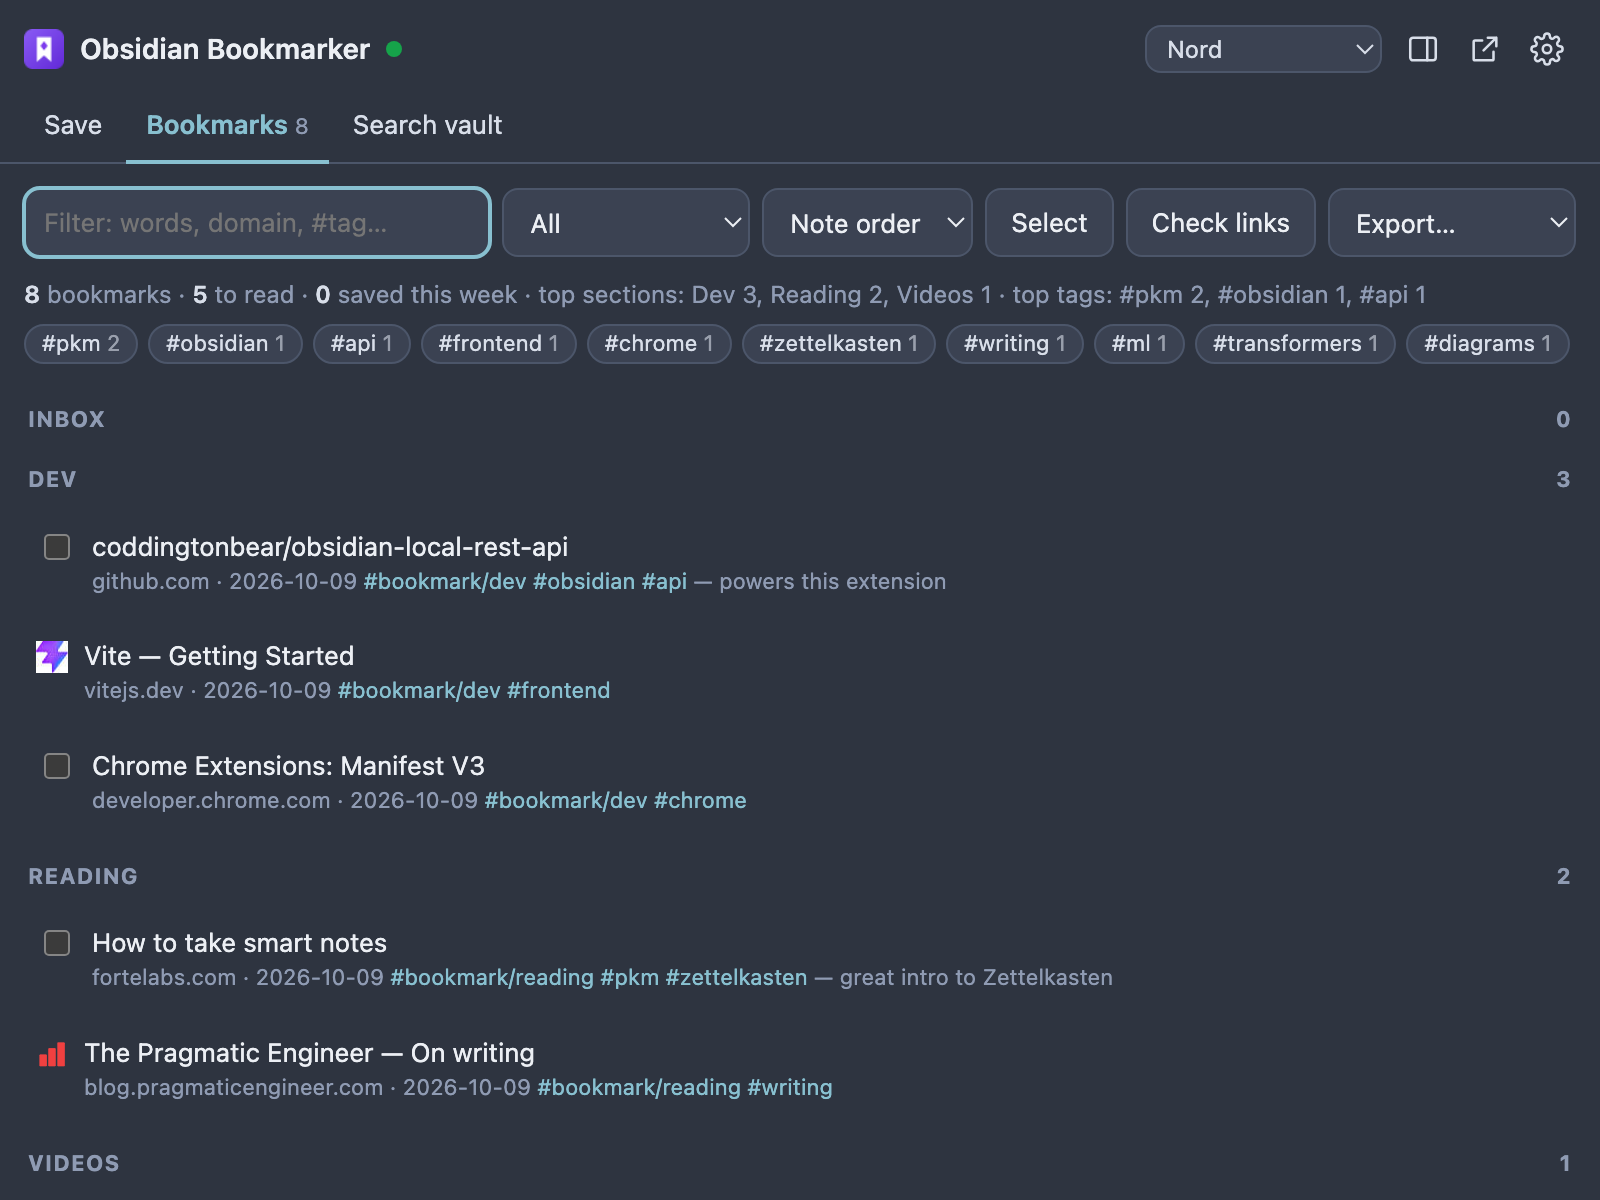 Obsidian Bookmarker
Nord
Save
Bookmarks 8
Search vault
Filter: words, domain, #tag...
All
Note order
Select
Check links
Export...
8 bookmarks · 5 to read · 0 saved this week · top sections: Dev 3, Reading 2, Videos 1 · top tags: #pkm 2, #obsidian 1, #api 1
#pkm 2
#obsidian 1
#api 1
#frontend 1
#chrome 1
#zettelkasten 1
#writing 1
#ml 1
#transformers 1
#diagrams 1
INBOX 0
DEV 3
coddingtonbear/obsidian-local-rest-api
github.com · 2026-10-09 #bookmark/dev #obsidian #api — powers this extension
Vite — Getting Started
vitejs.dev · 2026-10-09 #bookmark/dev #frontend
Chrome Extensions: Manifest V3
developer.chrome.com · 2026-10-09 #bookmark/dev #chrome
READING 2
How to take smart notes
fortelabs.com · 2026-10-09 #bookmark/reading #pkm #zettelkasten — great intro to Zettelkasten
The Pragmatic Engineer — On writing
blog.pragmaticengineer.com · 2026-10-09 #bookmark/reading #writing
VIDEOS 1